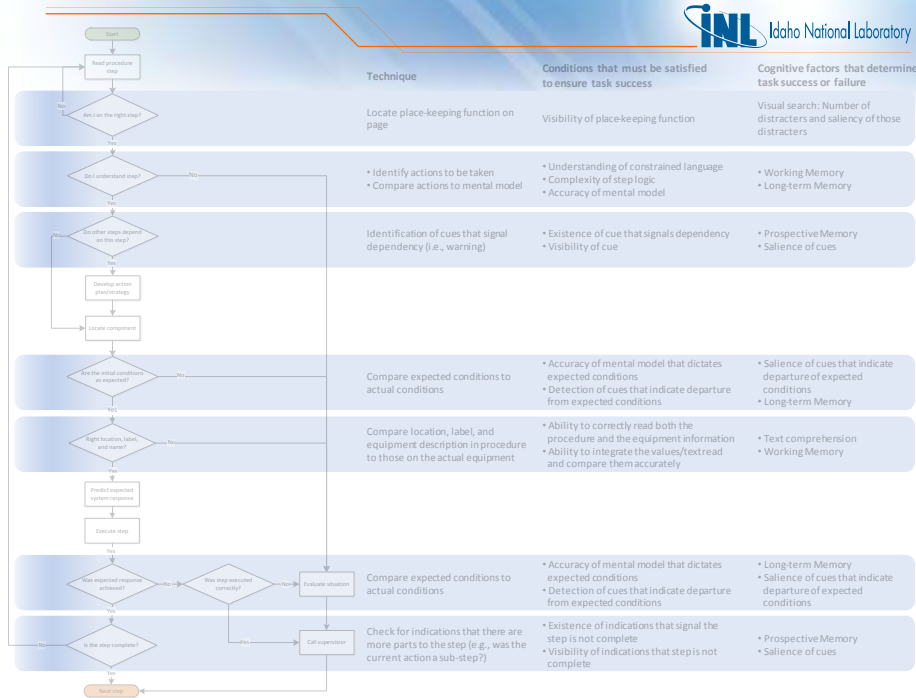 INL Idaho National Laboratory
Start
Read procedure
step
Technique
Conditions that must be satisfied
to ensure task success
Cognitive factors that determine
task success or failure
No
Am I on the right step?
Locate place-keeping function on
page
Visibility of place-keeping function
Visual search: Number of
distracters and saliency of those
distracters
Yes
Do I understand step?
No
• Identify actions to be taken
• Compare actions to mental model
• Understanding of constrained language
• Complexity of step logic
• Accuracy of mental model
• Working Memory
• Long-term Memory
Yes
No
Do other steps depend
on this step?
Identification of cues that signal
dependency (i.e., warning)
• Existence of cue that signals dependency
• Visibility of cue
• Prospective Memory
• Salience of cues
Yes
Develop action
plan/strategy
Locate component
Are the initial conditions
as expected?
No
Compare expected conditions to
actual conditions
• Accuracy of mental model that dictates
expected conditions
• Detection of cues that indicate departure
from expected conditions
• Salience of cues that indicate
departure of expected
conditions
• Long-term Memory
Yes
Right location, label,
and name?
No
Compare location, label, and
equipment description in procedure
to those on the actual equipment
• Ability to correctly read both the
procedure and the equipment information
• Ability to integrate the values/text read
and compare them accurately
• Text comprehension
• Working Memory
Yes
Predict expected
system response
Execute step
Yes
Was expected response
achieved?
No
Was step executed
correctly?
No
Evaluate situation
Compare expected conditions to
actual conditions
• Accuracy of mental model that dictates
expected conditions
• Detection of cues that indicate departure
from expected conditions
• Long-term Memory
• Salience of cues that indicate
departure of expected
conditions
Yes
No
Is the step complete?
Yes
Call supervisor
Check for indications that there are
more parts to the step (e.g., was the
current action a sub-step?)
• Existence of indications that signal the
step is not complete
• Visibility of indications that step is not
complete
• Prospective Memory
• Salience of cues
Yes
Next step